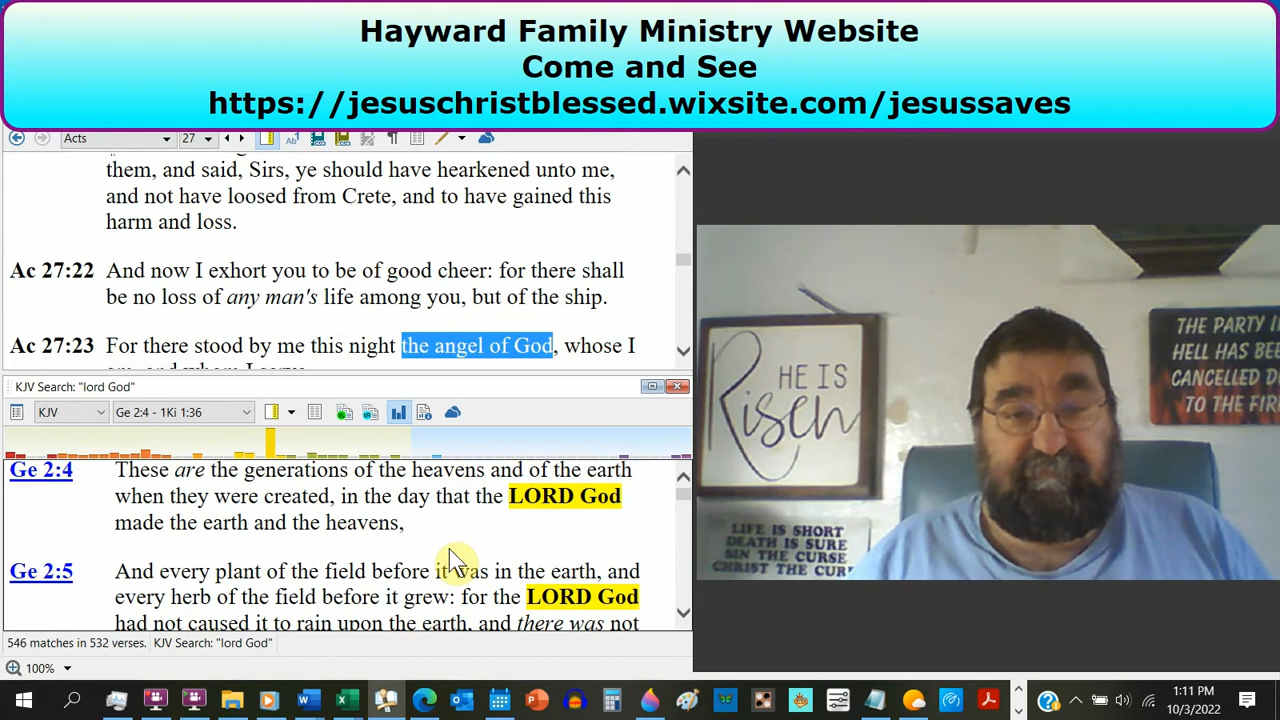 Hayward Family Ministry Website
Come and See
https://jesuschristblessed.wixsite.com/jesussaves
Acts 27
them, and said, Sirs, ye should have hearkened unto me,
and not have loosed from Crete, and to have gained this
harm and loss.
Ac 27:22 And now I exhort you to be of good cheer: for there shall
be no loss of any man's life among you, but of the ship.
Ac 27:23 For there stood by me this night the angel of God, whose I
KJV Search: "lord God"
KJV Ge 2:4 - 1Ki 1:36
Ge 2:4 These are the generations of the heavens and of the earth
when they were created, in the day that the LORD God
made the earth and the heavens,
Ge 2:5 And every plant of the field before it was in the earth, and
every herb of the field before it grew: for the LORD God
had not caused it to rain upon the earth, and there was not
546 matches in 532 verses. KJV Search: "lord God"
100%
HE IS
Risen
LIFE IS SHORT
DEATH IS SURE
SIN THE CURSE
CHRIST THE CUR
THE PARTY I
HELL HAS BE
CANCELLED D
TO THE FIR
1:11 PM
10/3/2022